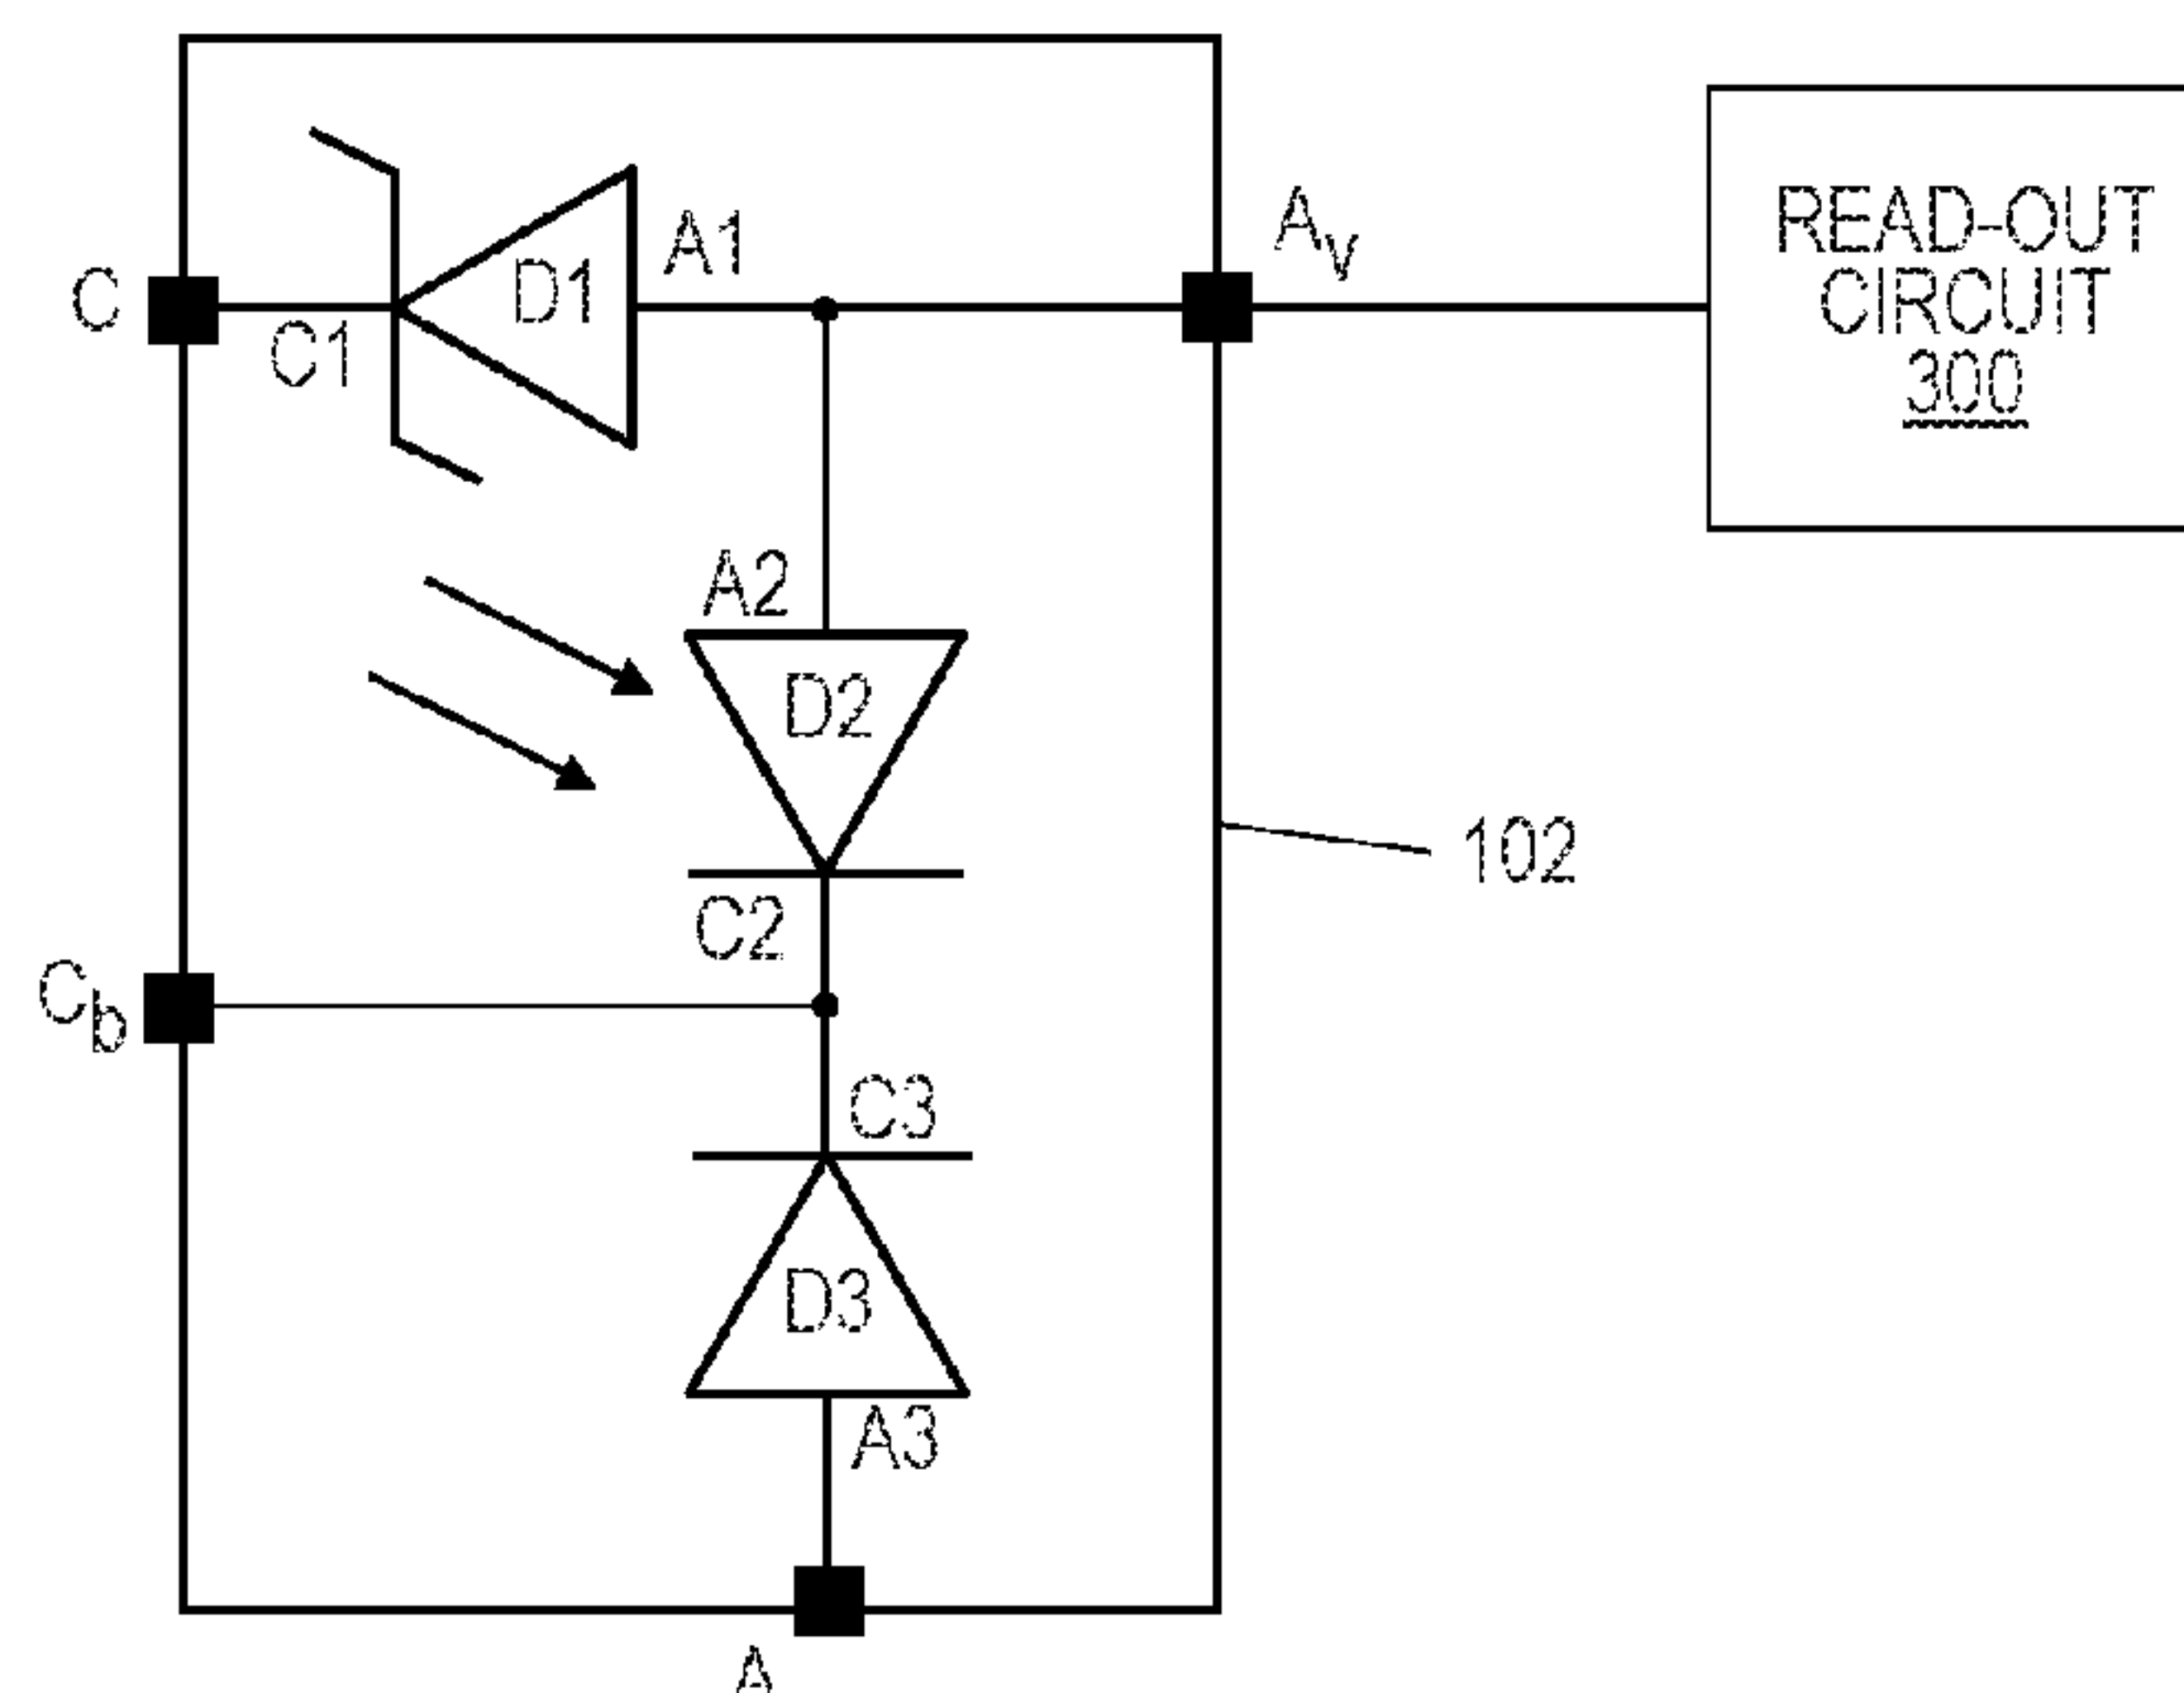 READ-OUT
CIRCUIT
300
Av
A1
D1
C
C1
A2
D2
102
C2
Cb
C3
D3
A3
A